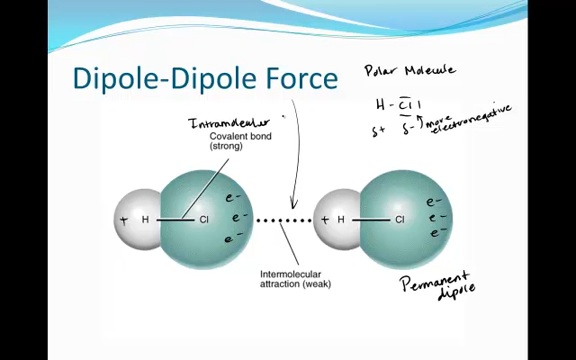 Dipole-Dipole Force
Polar Molecule
H - Cl
δ+ δ- more
electronegative
Intramolecular
Covalent bond
(strong)
+ H Cl e- e- e-
+ H Cl e- e- e-
Intermolecular
attraction (weak)
Permanent
dipole